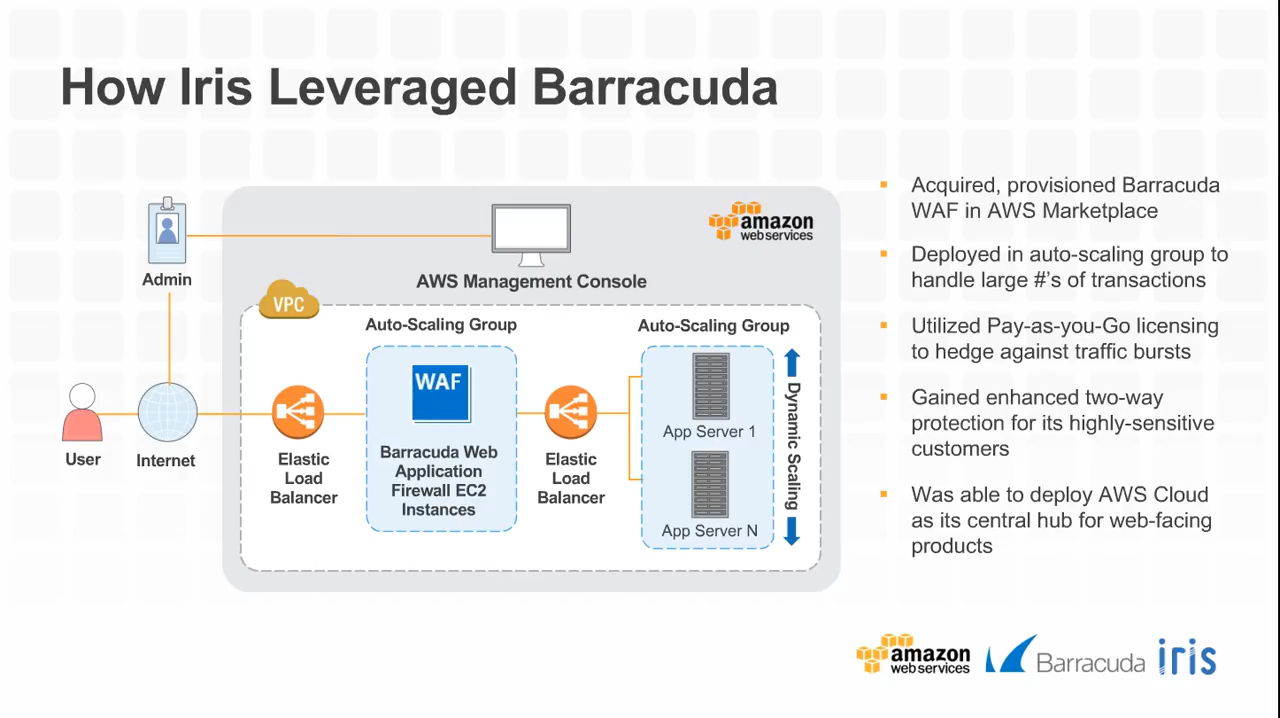 How Iris Leveraged Barracuda
Admin
AWS Management Console
amazon
webservices
VPC
Auto-Scaling Group
Auto-Scaling Group
WAF
App Server 1
App Server N
Dynamic Scaling
User
Internet
Elastic
Load
Balancer
Barracuda Web
Application
Firewall EC2
Instances
Elastic
Load
Balancer
Acquired, provisioned Barracuda
WAF in AWS Marketplace
Deployed in auto-scaling group to
handle large #'s of transactions
Utilized Pay-as-you-Go licensing
to hedge against traffic bursts
Gained enhanced two-way
protection for its highly-sensitive
customers
Was able to deploy AWS Cloud
as its central hub for web-facing
products
amazon
webservices
Barracuda
iris